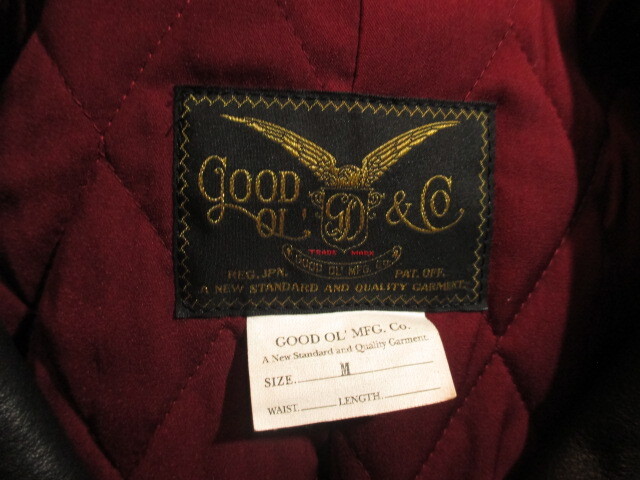 GOOD
OL' GD & Co
TRADE MARK
GOOD OL' MFG. Co.
REG. JPN. PAT. OFF.
A NEW STANDARD AND QUALITY GARMENT.
GOOD OL' MFG. Co.
A New Standard and Quality Garment.
SIZE. M
WAIST. LENGTH.